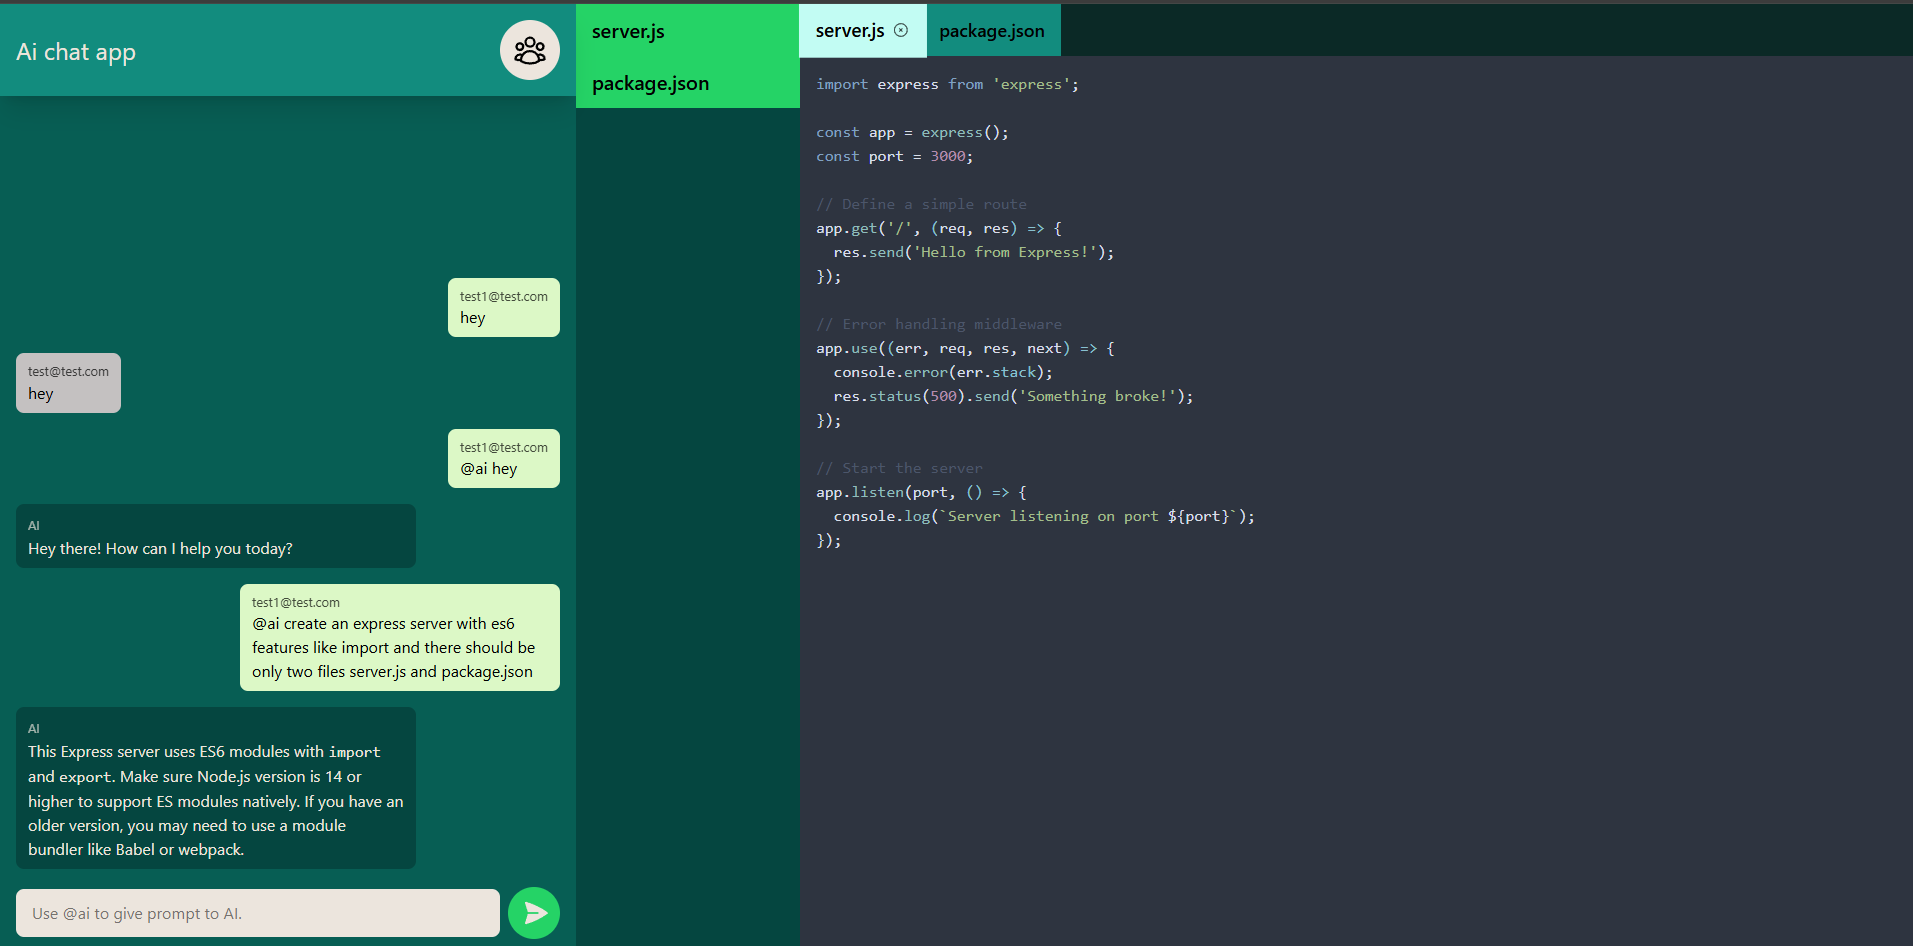 Ai chat app
test1@test.com
hey
test@test.com
hey
test1@test.com
@ai hey
AI
Hey there! How can I help you today?
test1@test.com
@ai create an express server with es6
features like import and there should be
only two files server.js and package.json
AI
This Express server uses ES6 modules with import
and export. Make sure Node.js version is 14 or
higher to support ES modules natively. If you have an
older version, you may need to use a module
bundler like Babel or webpack.
Use @ai to give prompt to AI.
server.js
package.json
server.js package.json
import express from 'express';
const app = express();
const port = 3000;
// Define a simple route
app.get('/', (req, res) => {
  res.send('Hello from Express!');
});
// Error handling middleware
app.use((err, req, res, next) => {
  console.error(err.stack);
  res.status(500).send('Something broke!');
});
// Start the server
app.listen(port, () => {
  console.log(`Server listening on port ${port}`);
});